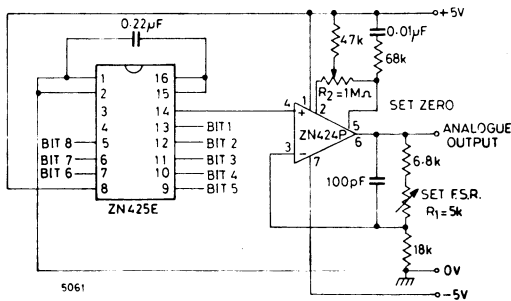 0.22µF
+5V
47k
0.01µF
68k
R2=1MΩ
SET ZERO
1 16
2 15
3 14
4 13 BIT 1
BIT 8 5 12 BIT 2
BIT 7 6 11 BIT 3
BIT 6 7 10 BIT 4
8 9 BIT 5
ZN425E
4 + 1 2 5
ZN424P
3 − 7 6
ANALOGUE
OUTPUT
6.8k
100pF
SET F.S.R.
R1=5k
18k
0V
−5V
5061